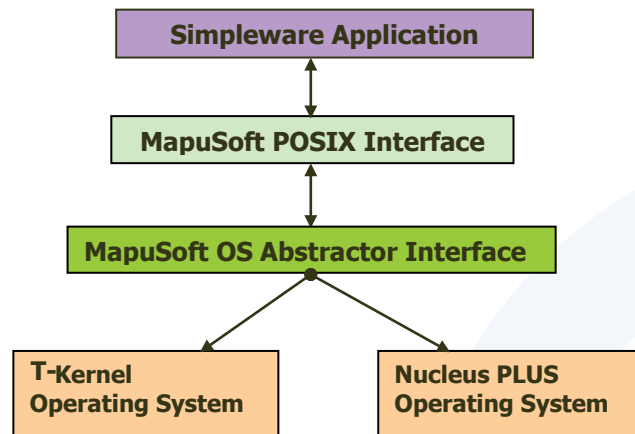 Simpleware Application
MapuSoft POSIX Interface
MapuSoft OS Abstractor Interface
T-Kernel
Operating System
Nucleus PLUS
Operating System